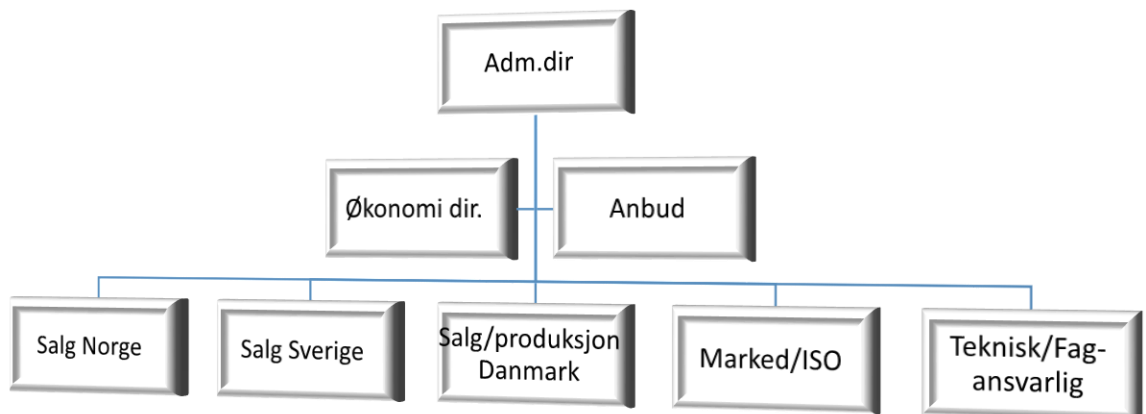 Adm.dir
Økonomi dir.
Anbud
Salg Norge
Salg Sverige
Salg/produksjon
Danmark
Marked/ISO
Teknisk/Fag-
ansvarlig